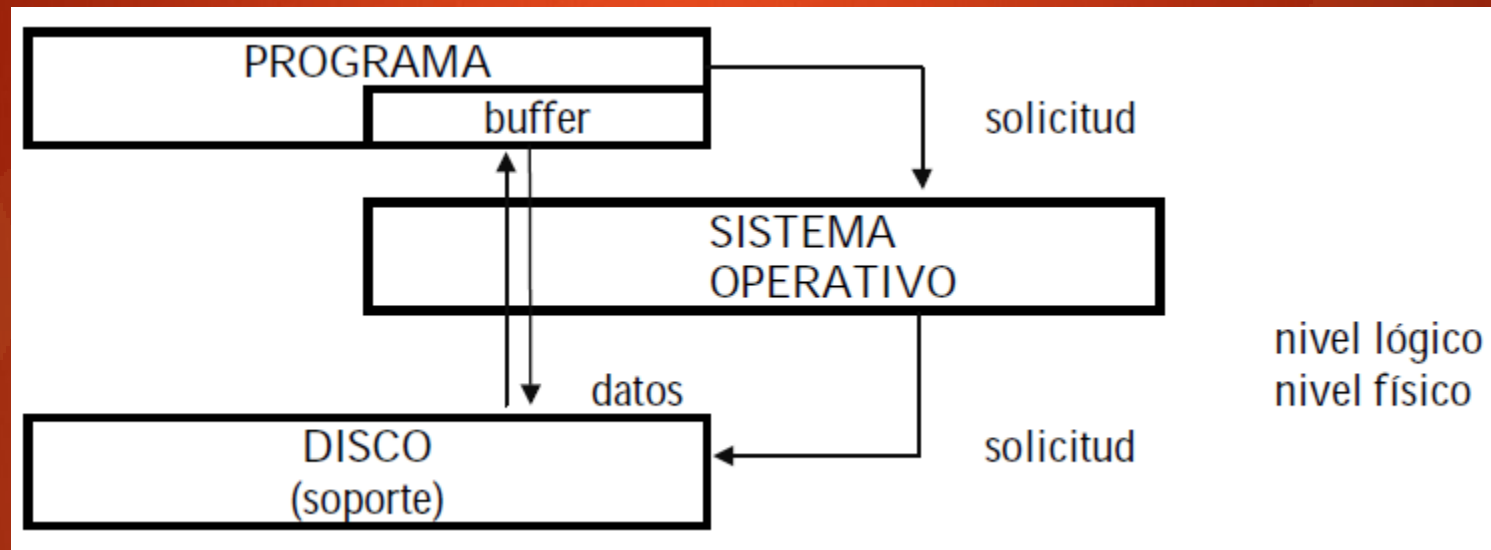 PROGRAMA
buffer
solicitud
SISTEMA
OPERATIVO
nivel lógico
nivel físico
datos
DISCO
(soporte)
solicitud